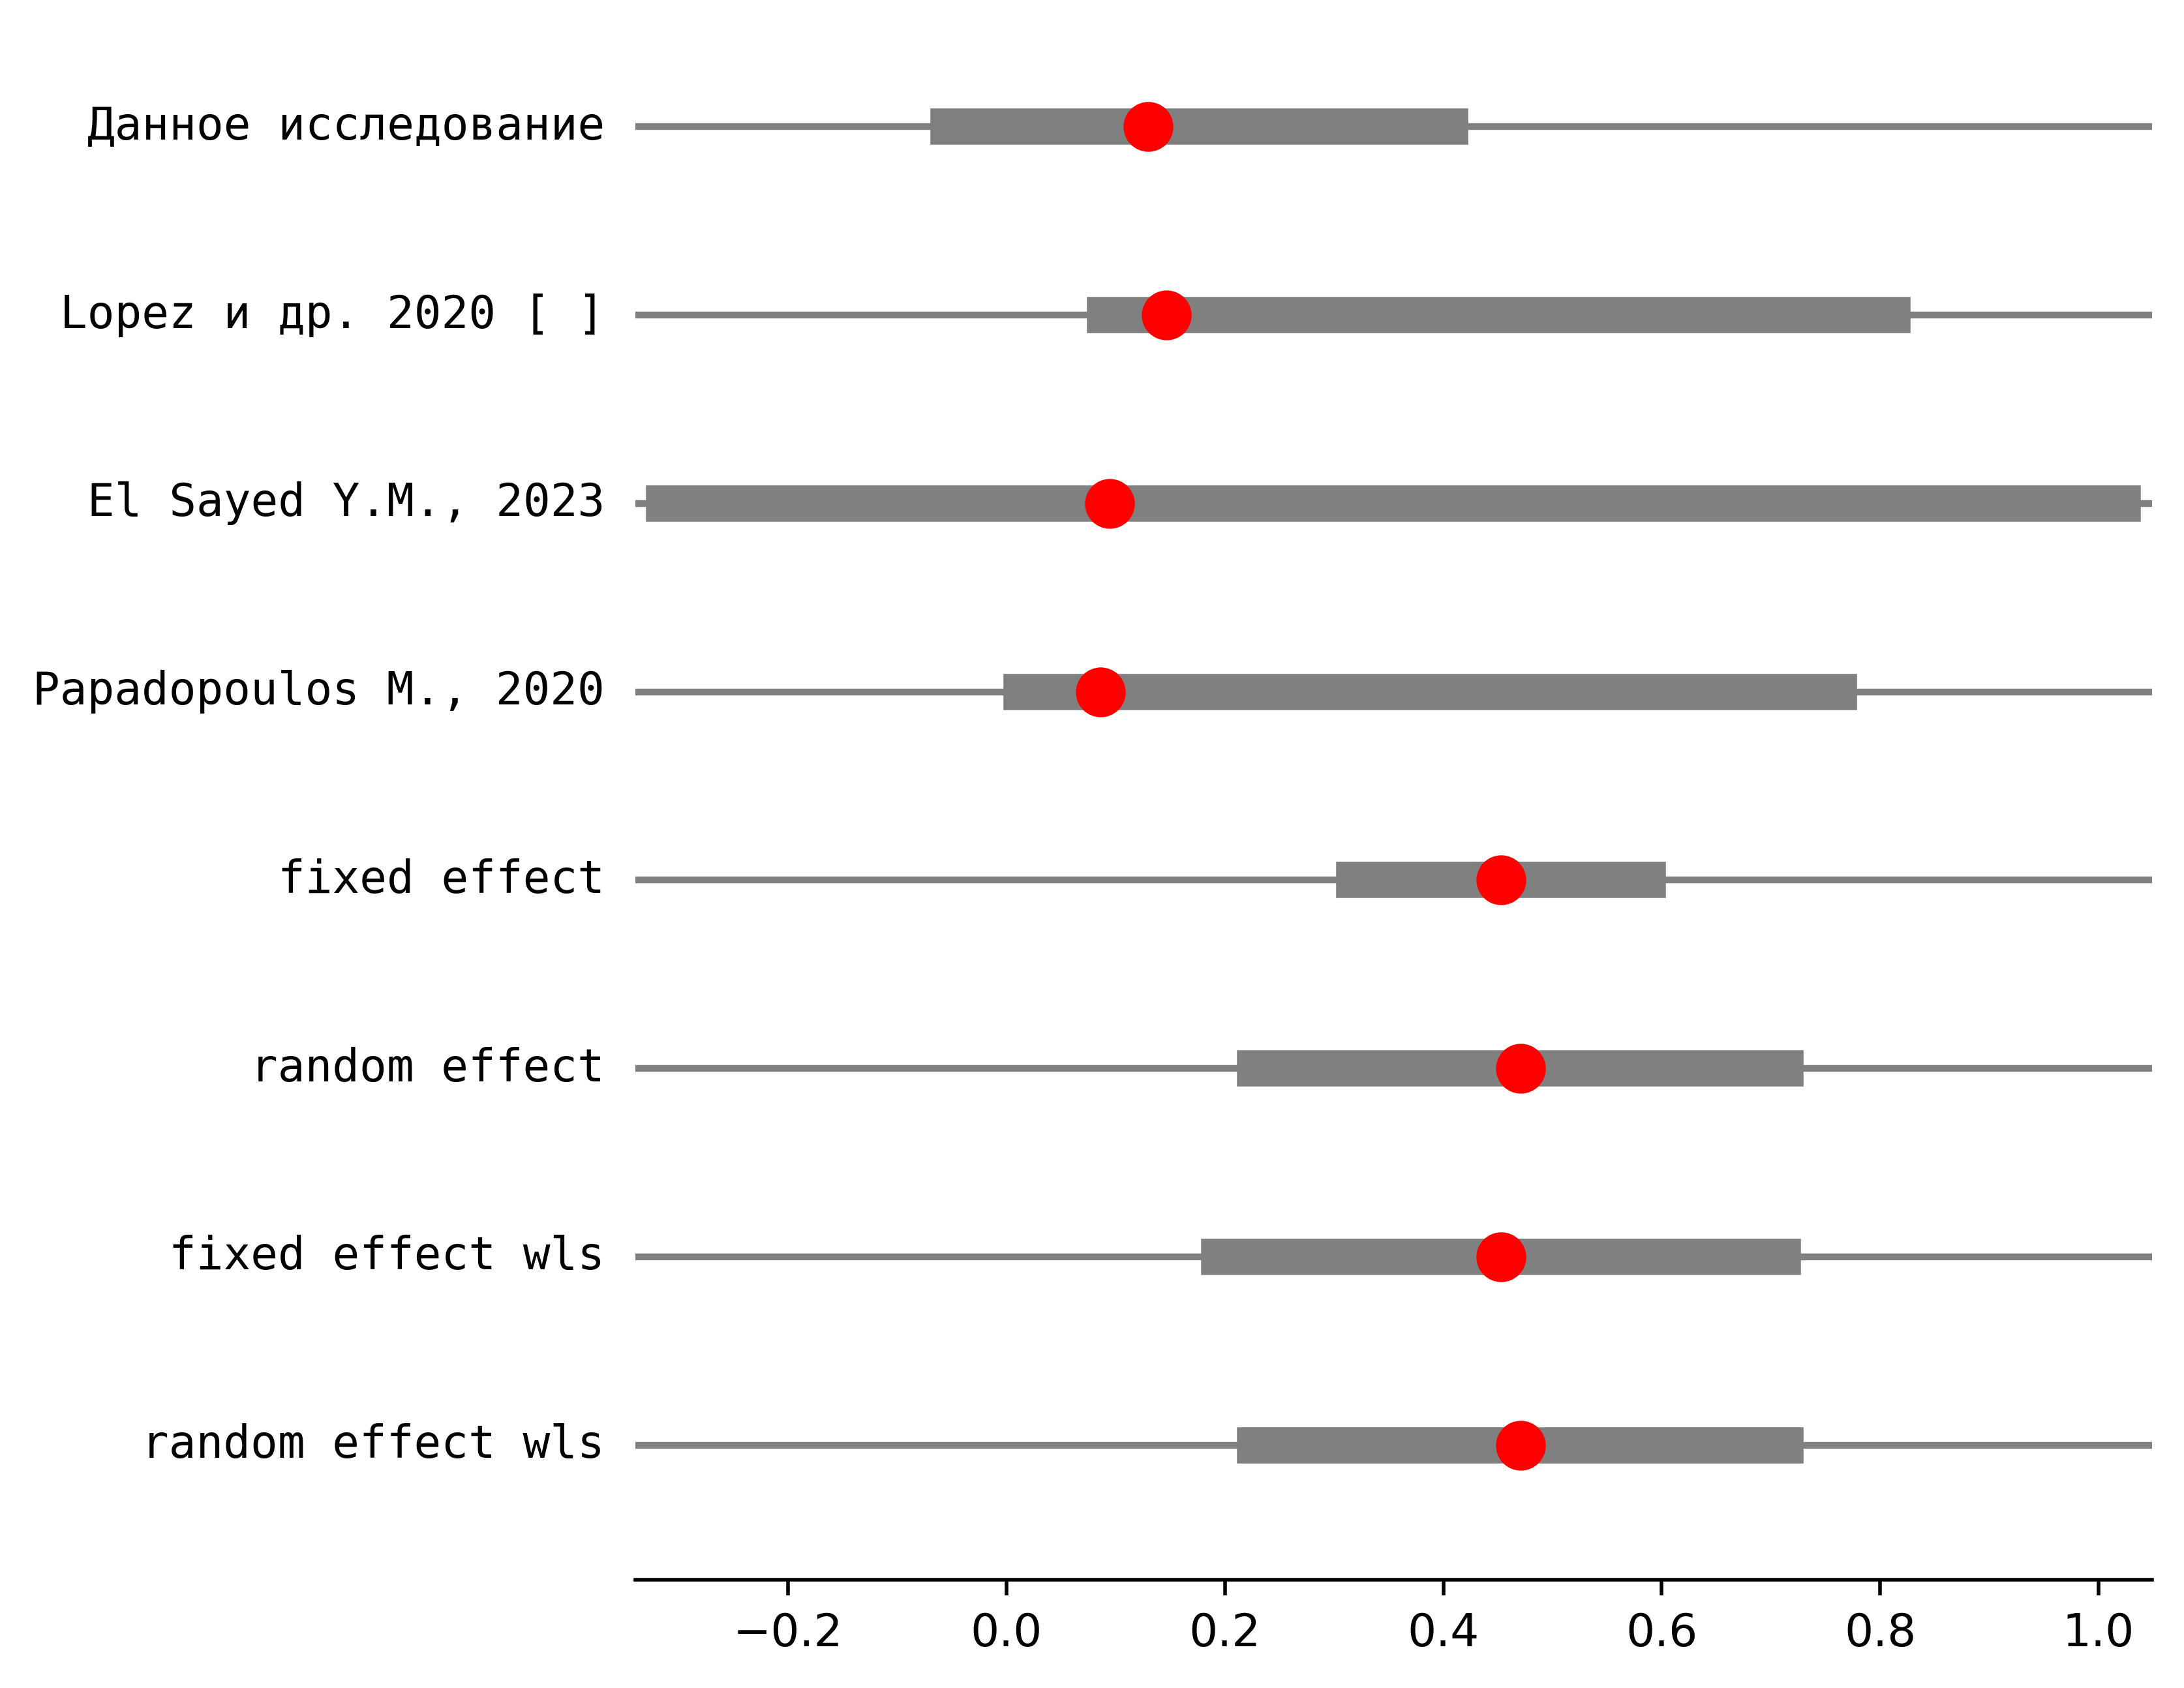 Данное исследование
Lopez и др. 2020 [ ]
El Sayed Y.M., 2023
Papadopoulos M., 2020
fixed effect
random effect
fixed effect wls
random effect wls
−0.2 0.0 0.2 0.4 0.6 0.8 1.0